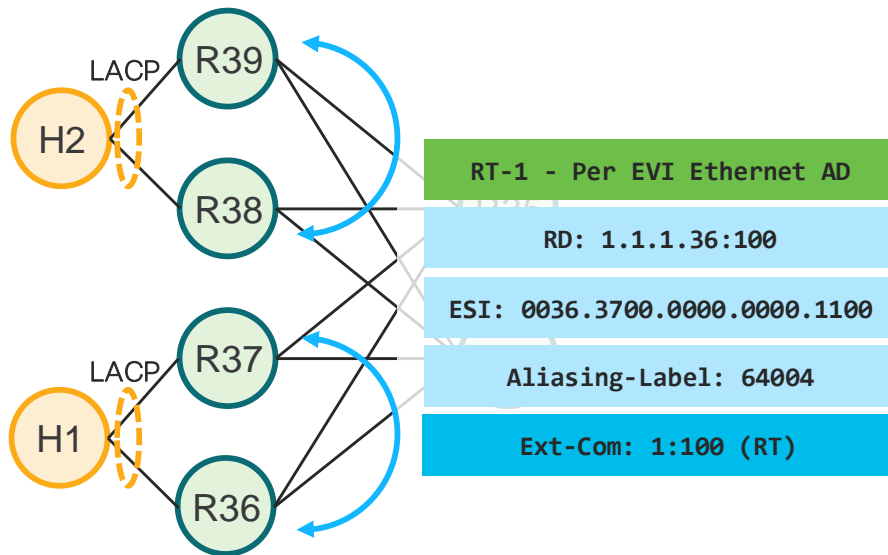 R39
LACP
H2
R38
R37
LACP
H1
R36
RT-1 - Per EVI Ethernet AD
RD: 1.1.1.36:100
ESI: 0036.3700.0000.0000.1100
Aliasing-Label: 64004
Ext-Com: 1:100 (RT)